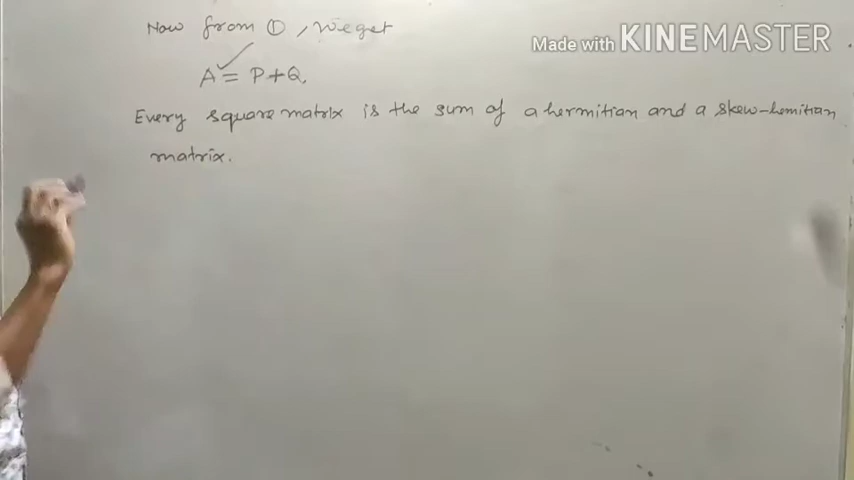 Now from ①, we get
Made with KINEMASTER
A = P+Q.
Every square matrix is the sum of a hermitian and a skew-hemitian
matrix.